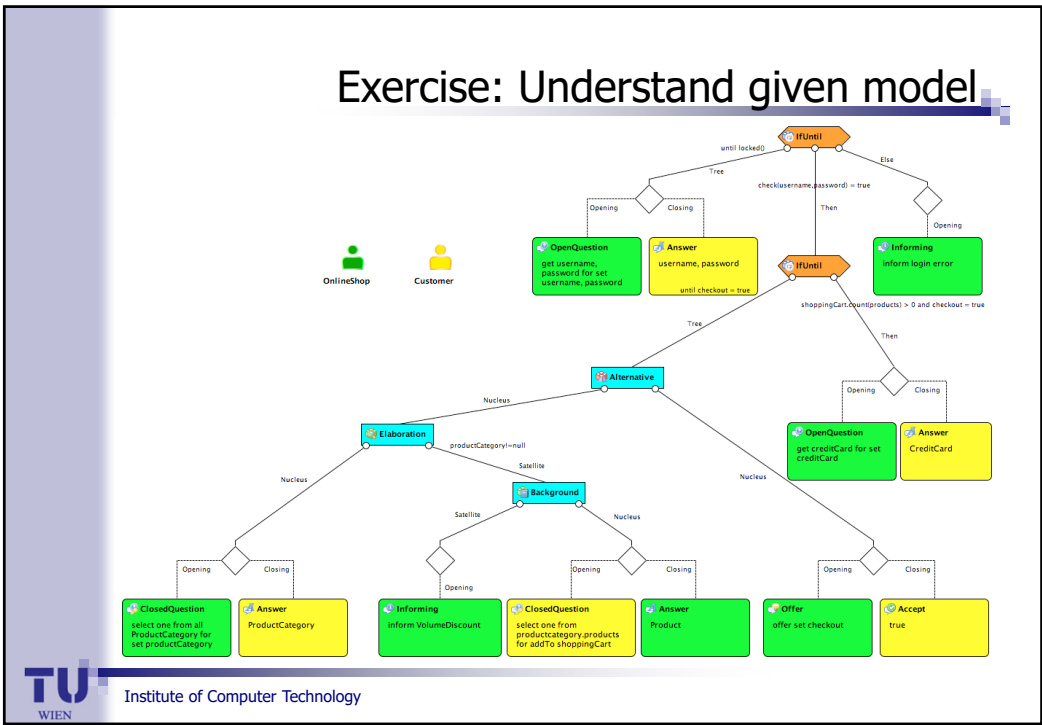 Exercise: Understand given model
IfUntil
until locked()
Else
Tree
check(username,password) = true
Opening
Closing
Then
Opening
OpenQuestion
get username,
password for set
username, password
Answer
username, password
until checkout = true
Informing
inform login error
OnlineShop
Customer
IfUntil
shoppingCart.count(products) > 0 and checkout = true
Tree
Then
Alternative
Opening
Closing
Nucleus
OpenQuestion
get creditCard for set
creditCard
Answer
CreditCard
Elaboration
productCategory!=null
Satellite
Nucleus
Nucleus
Background
Satellite
Nucleus
Opening
Closing
Opening
Opening
Closing
Opening
Closing
ClosedQuestion
select one from all
ProductCategory for
set productCategory
Answer
ProductCategory
Informing
inform VolumeDiscount
ClosedQuestion
select one from
productcategory.products
for addTo shoppingCart
Answer
Product
Offer
offer set checkout
Accept
true
TU
WIEN
Institute of Computer Technology